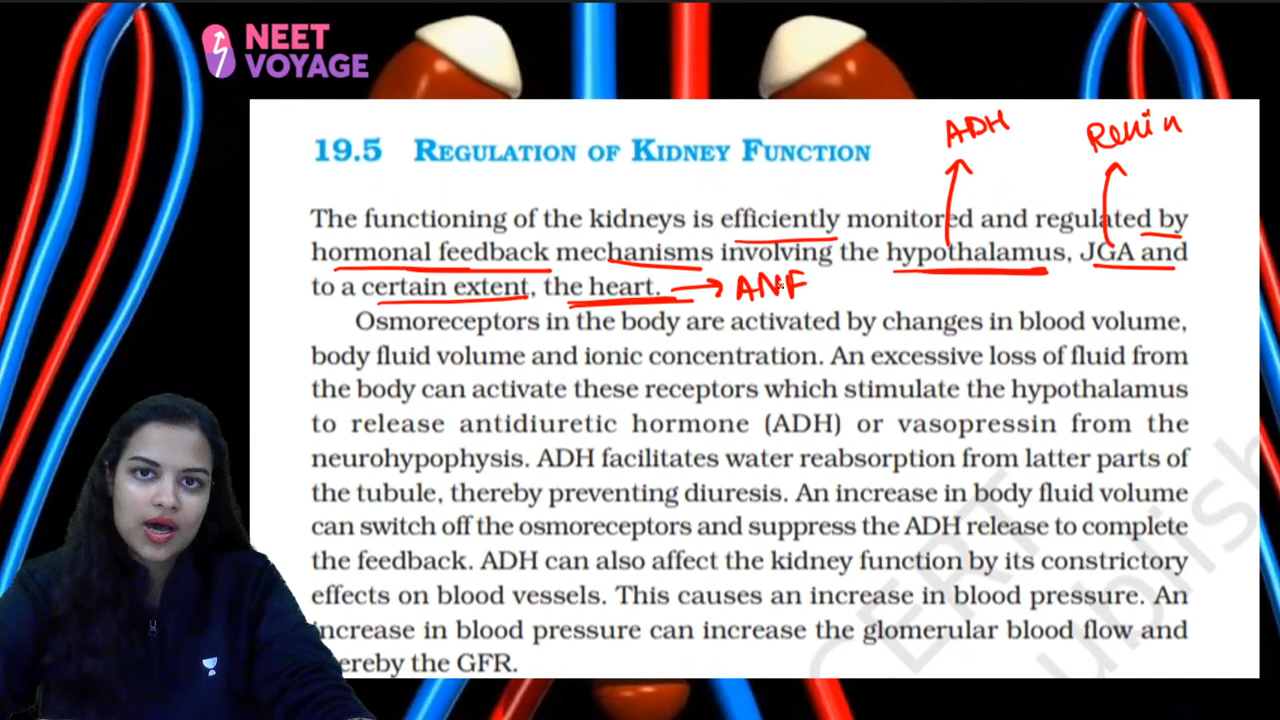 NEET
VOYAGE
ADH
Renin
19.5 REGULATION OF KIDNEY FUNCTION
The functioning of the kidneys is efficiently monitored and regulated by
hormonal feedback mechanisms involving the hypothalamus, JGA and
to a certain extent, the heart. → ANF
Osmoreceptors in the body are activated by changes in blood volume,
body fluid volume and ionic concentration. An excessive loss of fluid from
the body can activate these receptors which stimulate the hypothalamus
to release antidiuretic hormone (ADH) or vasopressin from the
neurohypophysis. ADH facilitates water reabsorption from latter parts of
the tubule, thereby preventing diuresis. An increase in body fluid volume
can switch off the osmoreceptors and suppress the ADH release to complete
the feedback. ADH can also affect the kidney function by its constrictory
effects on blood vessels. This causes an increase in blood pressure. An
increase in blood pressure can increase the glomerular blood flow and
thereby the GFR.